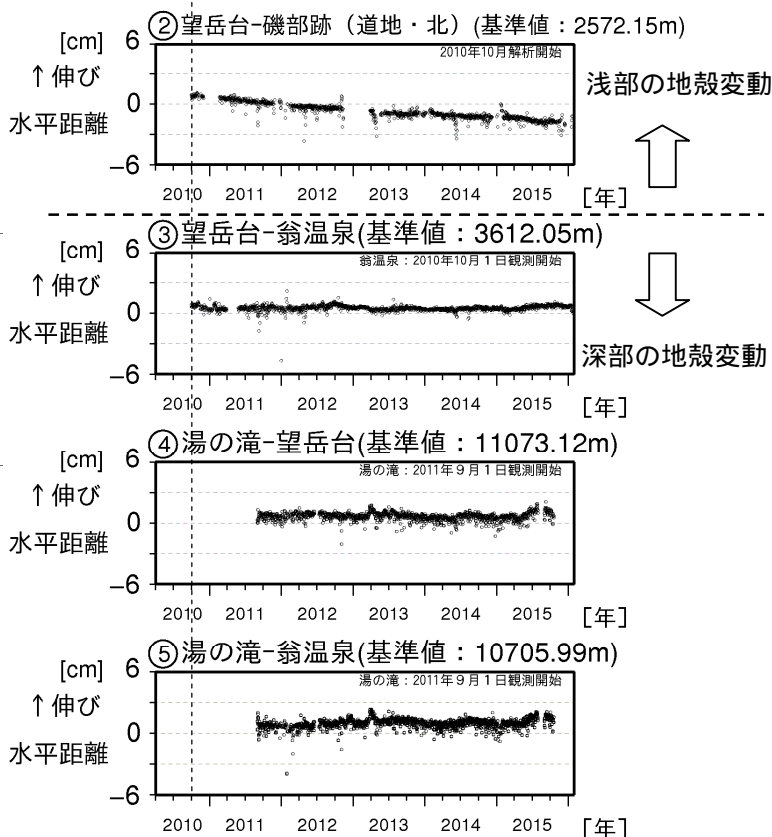 ②望岳台−磯部跡（道地・北）(基準値：2572.15m)
[cm]
6
2010年10月解析開始
↑伸び
0
水平距離
−6
2010 2011 2012 2013 2014 2015 [年]
浅部の地殻変動
③望岳台−翁温泉(基準値：3612.05m)
[cm]
6
翁温泉：2010年10月１日観測開始
↑伸び
0
水平距離
−6
2010 2011 2012 2013 2014 2015 [年]
深部の地殻変動
④湯の滝−望岳台(基準値：11073.12m)
[cm]
6
湯の滝：2011年９月１日観測開始
↑伸び
0
水平距離
−6
2010 2011 2012 2013 2014 2015 [年]
⑤湯の滝−翁温泉(基準値：10705.99m)
[cm]
6
湯の滝：2011年９月１日観測開始
↑伸び
0
水平距離
−6
2010 2011 2012 2013 2014 2015 [年]